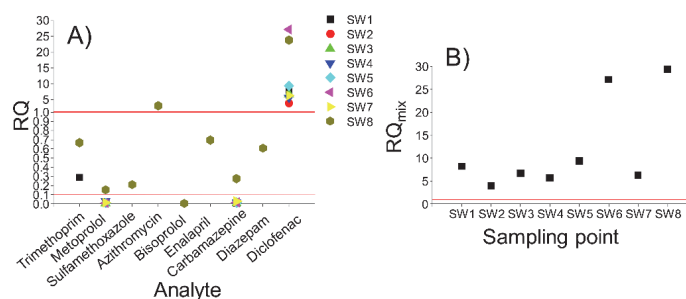 A)
RQ
30
25
20
15
10
5
1.0
0.9
0.8
0.7
0.6
0.5
0.4
0.3
0.2
0.1
0.0
Trimethoprim
Metoprolol
Sulfamethoxazole
Azithromycin
Bisoprolol
Enalapril
Carbamazepine
Diazepam
Diclofenac
Analyte
SW1
SW2
SW3
SW4
SW5
SW6
SW7
SW8
B)
RQmix
30
25
20
15
10
5
0
SW1 SW2 SW3 SW4 SW5 SW6 SW7 SW8
Sampling point